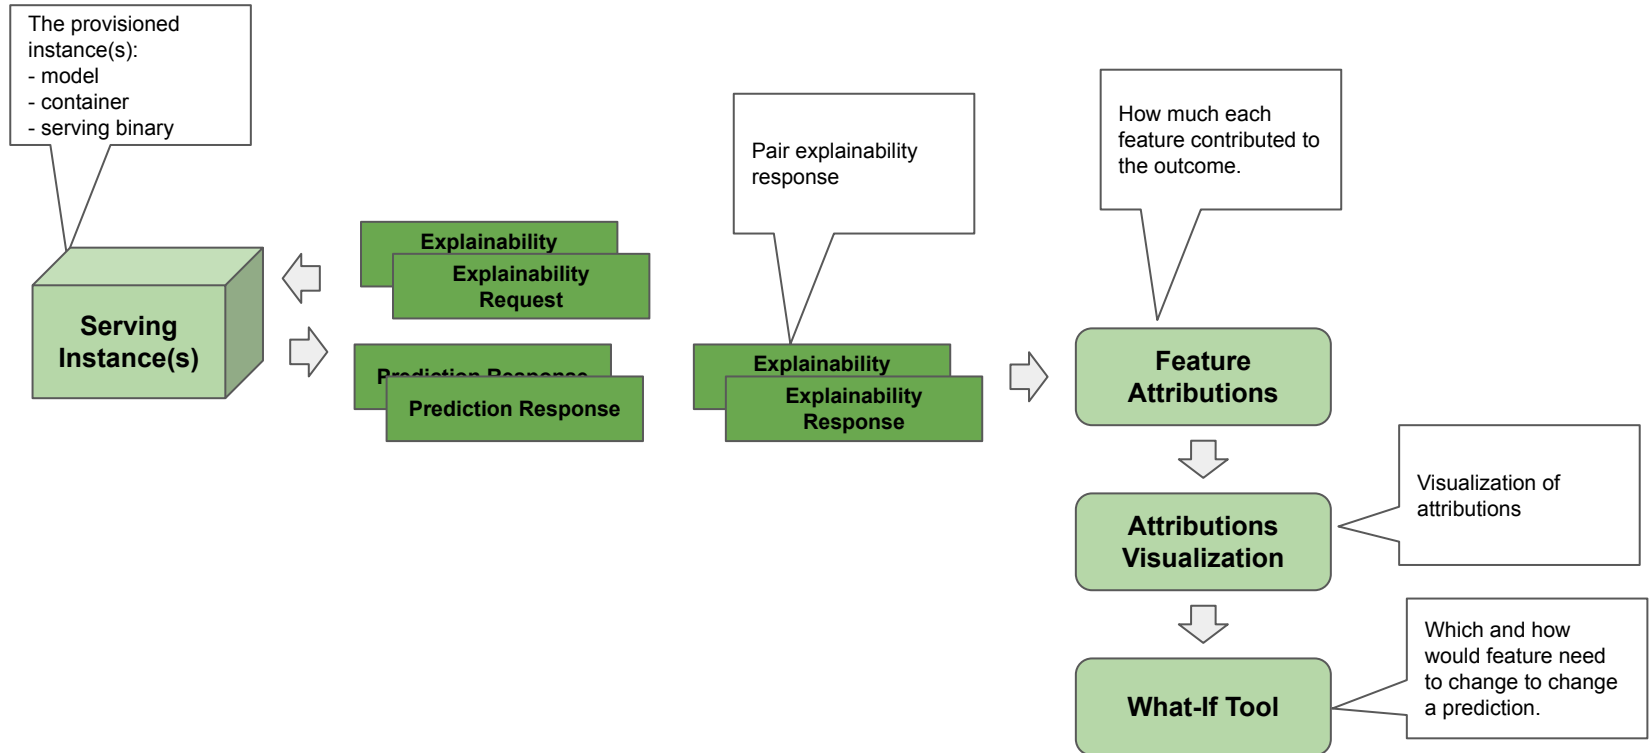 The provisioned
instance(s):
- model
- container
- serving binary
Pair explainability
response
How much each
feature contributed to
the outcome.
Explainability
Explainability
Request
Serving
Instance(s)
Prediction Response
Prediction Response
Explainability
Explainability
Response
Feature
Attributions
Visualization of
attributions
Attributions
Visualization
Which and how
would feature need
to change to change
a prediction.
What-If Tool